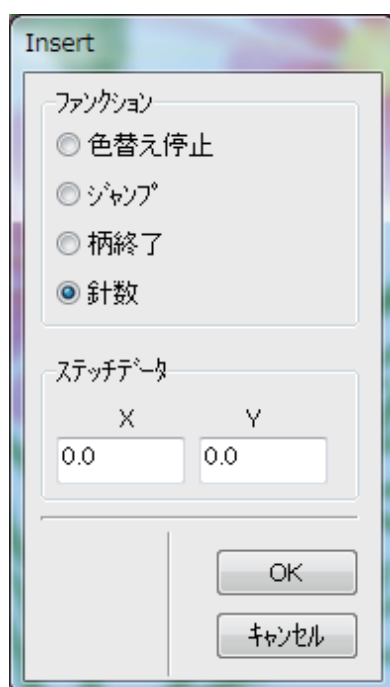 Insert
ﾌｧﾝｸｼｮﾝ
色替え停止
ｼﾞｬﾝﾌﾟ
柄終了
針数
ｽﾃｯﾁﾃﾞｰﾀ
X Y
0.0 0.0
OK
ｷｬﾝｾﾙ